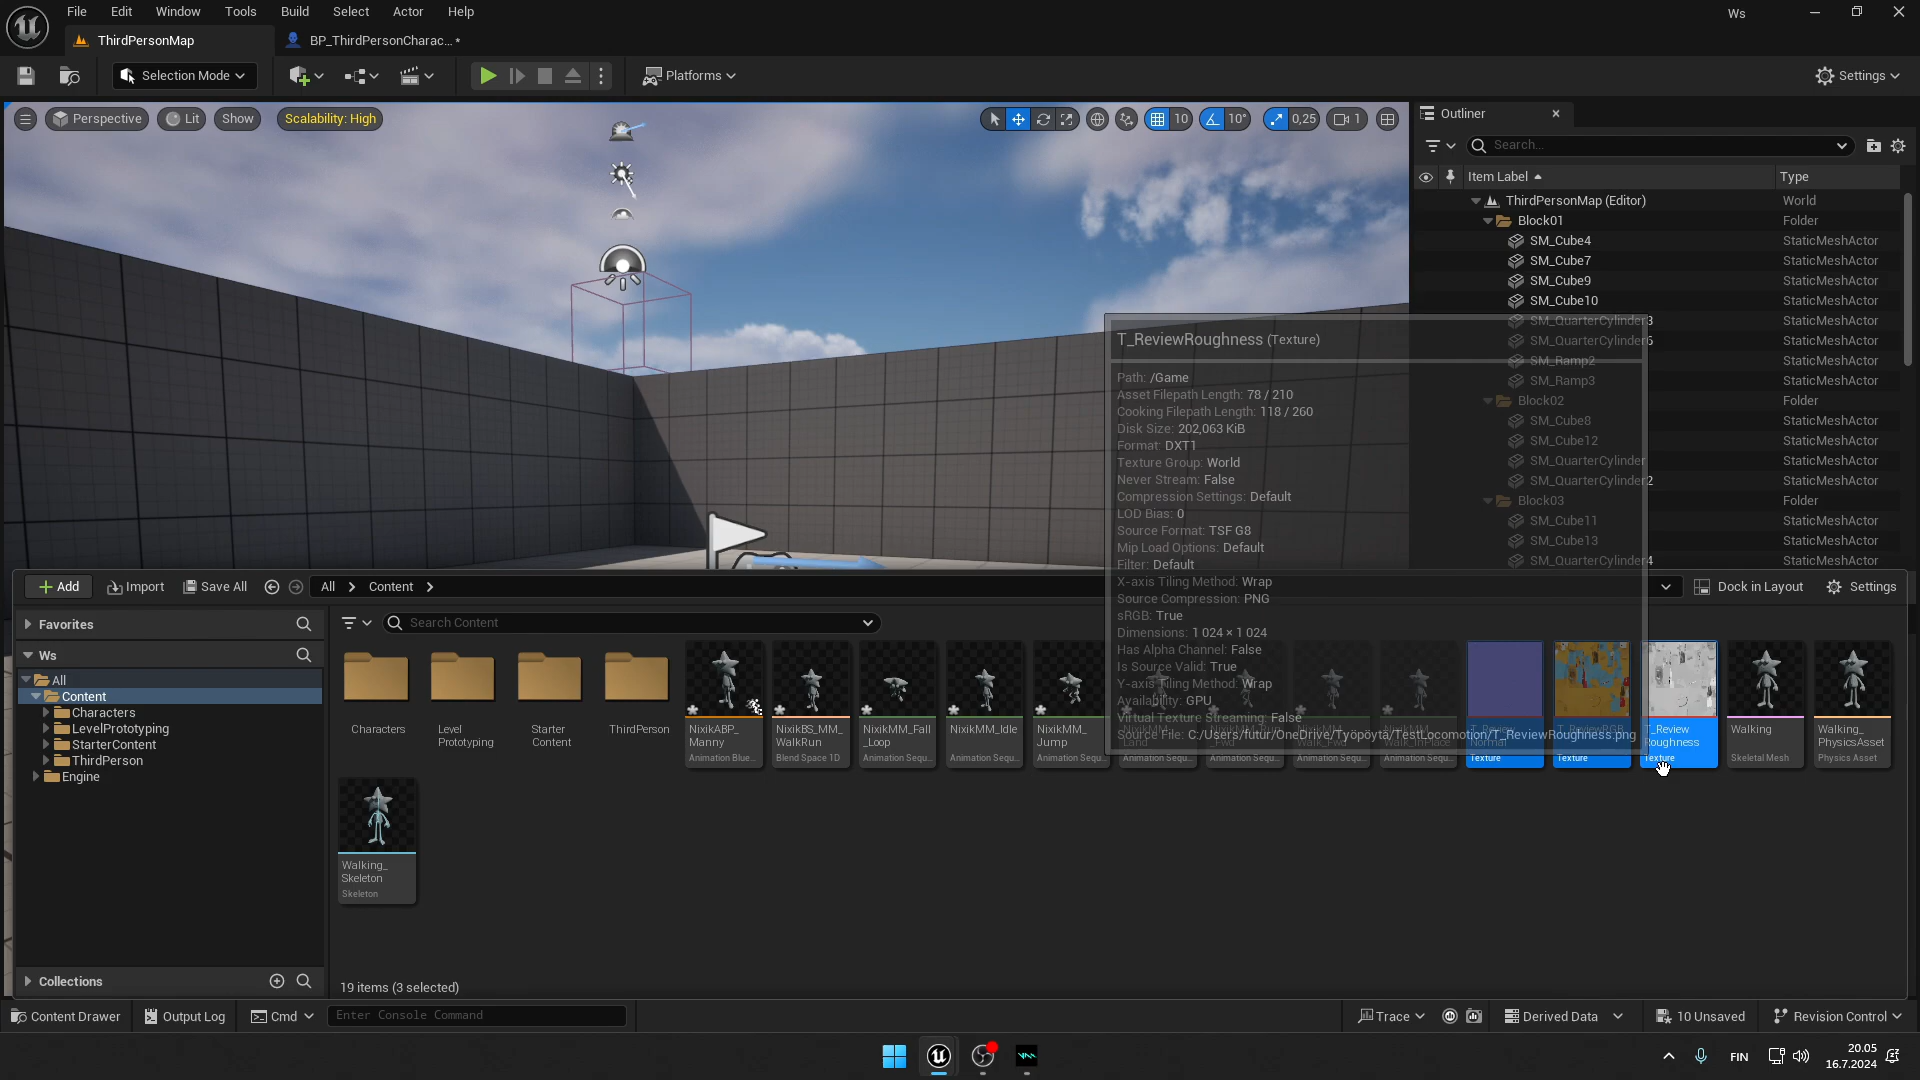 File Edit Window Tools Build Select Actor Help
Ws
ThirdPersonMap
BP_ThirdPersonCharac... •
Selection Mode
Platforms
Settings
Perspective
Lit
Show
Scalability: High
10
10°
0,25
1
Outliner
Search...
Item Label
Type
ThirdPersonMap (Editor) World
Block01 Folder
SM_Cube4 StaticMeshActor
SM_Cube7 StaticMeshActor
SM_Cube9 StaticMeshActor
SM_Cube10 StaticMeshActor
SM_QuarterCylinder3 StaticMeshActor
SM_QuarterCylinder5 StaticMeshActor
SM_Ramp2 StaticMeshActor
SM_Ramp3 StaticMeshActor
Block02 Folder
SM_Cube8 StaticMeshActor
SM_Cube12 StaticMeshActor
SM_QuarterCylinder StaticMeshActor
SM_QuarterCylinder2 StaticMeshActor
Block03 Folder
SM_Cube11 StaticMeshActor
SM_Cube13 StaticMeshActor
SM_QuarterCylinder4 StaticMeshActor
T_ReviewRoughness (Texture)
Path: /Game
Asset Filepath Length: 78 / 210
Cooking Filepath Length: 118 / 260
Disk Size: 202,063 KiB
Format: DXT1
Texture Group: World
Never Stream: False
Compression Settings: Default
LOD Bias: 0
Source Format: TSF G8
Mip Load Options: Default
Filter: Default
X-axis Tiling Method: Wrap
Source Compression: PNG
sRGB: True
Dimensions: 1 024 × 1 024
Has Alpha Channel: False
Is Source Valid: True
Y-axis Tiling Method: Wrap
Availability: GPU
Virtual Texture Streaming: False
Source File: C:/Users/futur/OneDrive/Työpöytä/TestLocomotion/T_ReviewRoughness.png
Add
Import
Save All
All
Content
Dock in Layout
Settings
Favorites
Search Content
Ws
All
Content
Characters
LevelPrototyping
StarterContent
ThirdPerson
Engine
Characters
Level
Prototyping
Starter
Content
ThirdPerson
NixikABP_
Manny
Animation Blue...
NixikBS_MM_
WalkRun
Blend Space 1D
NixikMM_Fall
_Loop
Animation Sequ...
NixikMM_Idle
Animation Sequ...
NixikMM_
Jump
Animation Sequ...
Animation Sequ...
Animation Sequ...
Animation Sequ...
Animation Sequ...
Texture
Texture
T_Review
Roughness
Texture
Walking
Skeletal Mesh
Walking_
PhysicsAsset
Physics Asset
Walking_
Skeleton
Skeleton
Collections
19 items (3 selected)
Content Drawer
Output Log
Cmd
Enter Console Command
Trace
Derived Data
10 Unsaved
Revision Control
FIN
20.05
16.7.2024